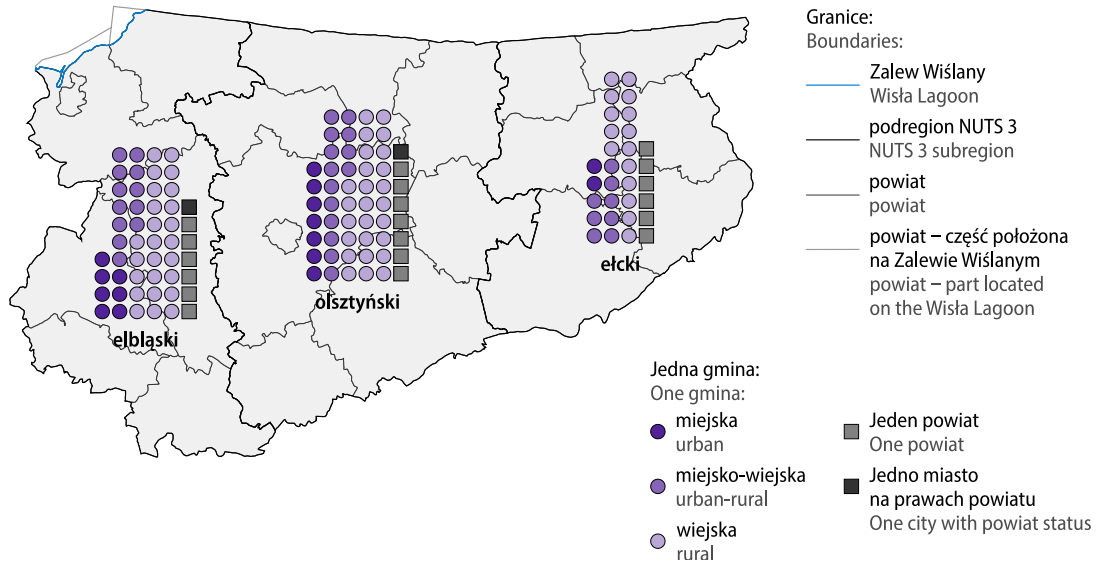 elbląski
olsztyński
ełcki
Granice:
Boundaries:
Zalew Wiślany
Wisła Lagoon
podregion NUTS 3
NUTS 3 subregion
powiat
powiat
powiat – część położona
na Zalewie Wiślanym
powiat – part located
on the Wisła Lagoon
Jedna gmina:
One gmina:
miejska
urban
miejsko-wiejska
urban-rural
wiejska
rural
Jeden powiat
One powiat
Jedno miasto
na prawach powiatu
One city with powiat status